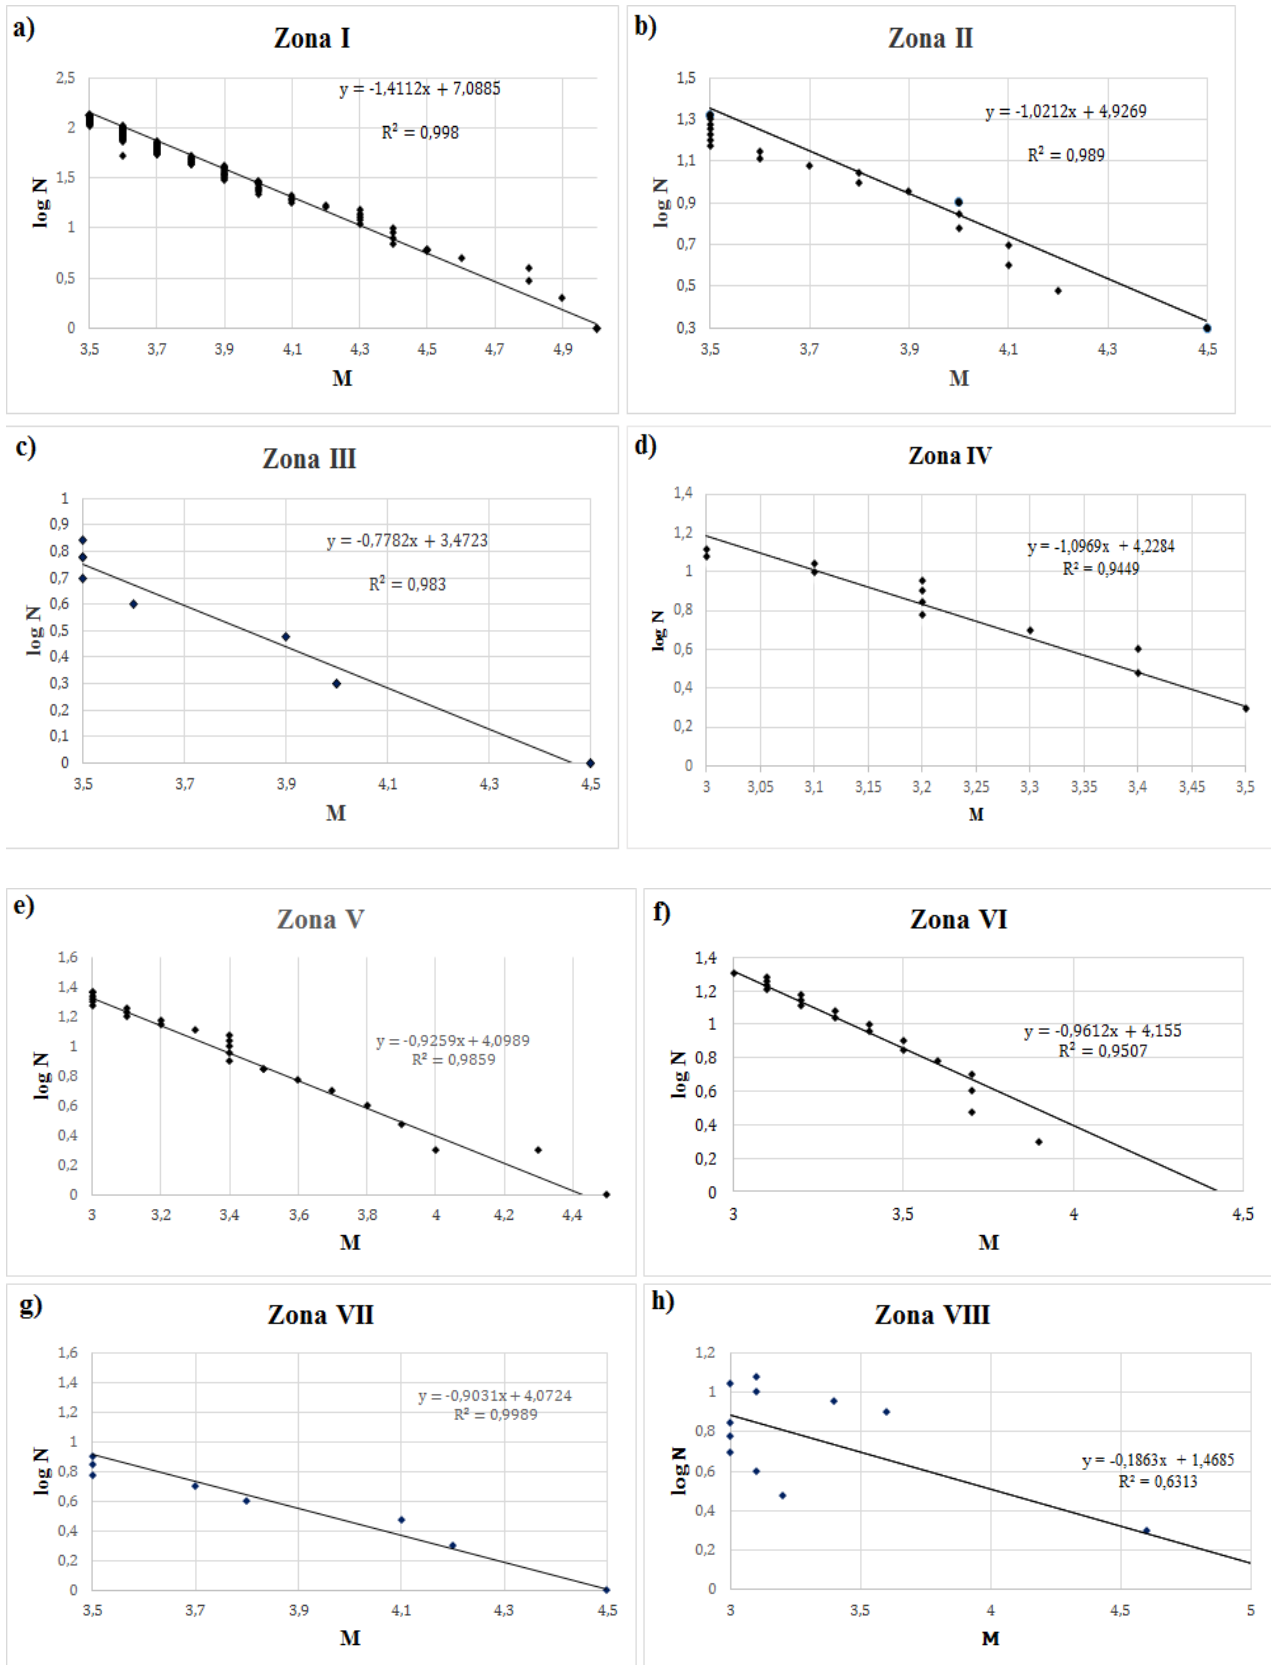 a)
Zona I
2,5
2
1,5
1
0,5
0
y = -1,4112x + 7,0885
R² = 0,998
log N
3,5 3,7 3,9 4,1 4,3 4,5 4,7 4,9
M
b)
Zona II
1,5
1,3
1,1
0,9
0,7
0,5
0,3
y = -1,0212x + 4,9269
R² = 0,989
log N
3,5 3,7 3,9 4,1 4,3 4,5
M
c)
Zona III
1
0,9
0,8
0,7
0,6
0,5
0,4
0,3
0,2
0,1
0
y = -0,7782x + 3,4723
R² = 0,983
log N
3,5 3,7 3,9 4,1 4,3 4,5
M
d)
Zona IV
1,4
1,2
1
0,8
0,6
0,4
0,2
0
y = -1,0969x + 4,2284
R² = 0,9449
log N
3 3,05 3,1 3,15 3,2 3,25 3,3 3,35 3,4 3,45 3,5
M
e)
Zona V
1,6
1,4
1,2
1
0,8
0,6
0,4
0,2
0
y = -0,9259x + 4,0989
R² = 0,9859
log N
3 3,2 3,4 3,6 3,8 4 4,2 4,4
M
f)
Zona VI
1,4
1,2
1
0,8
0,6
0,4
0,2
0
y = -0,9612x + 4,155
R² = 0,9507
log N
3 3,5 4 4,5
M
g)
Zona VII
1,6
1,4
1,2
1
0,8
0,6
0,4
0,2
0
y = -0,9031x + 4,0724
R² = 0,9989
log N
3,5 3,7 3,9 4,1 4,3 4,5
M
h)
Zona VIII
1,2
1
0,8
0,6
0,4
0,2
0
y = -0,1863x + 1,4685
R² = 0,6313
log N
3 3,5 4 4,5 5
M